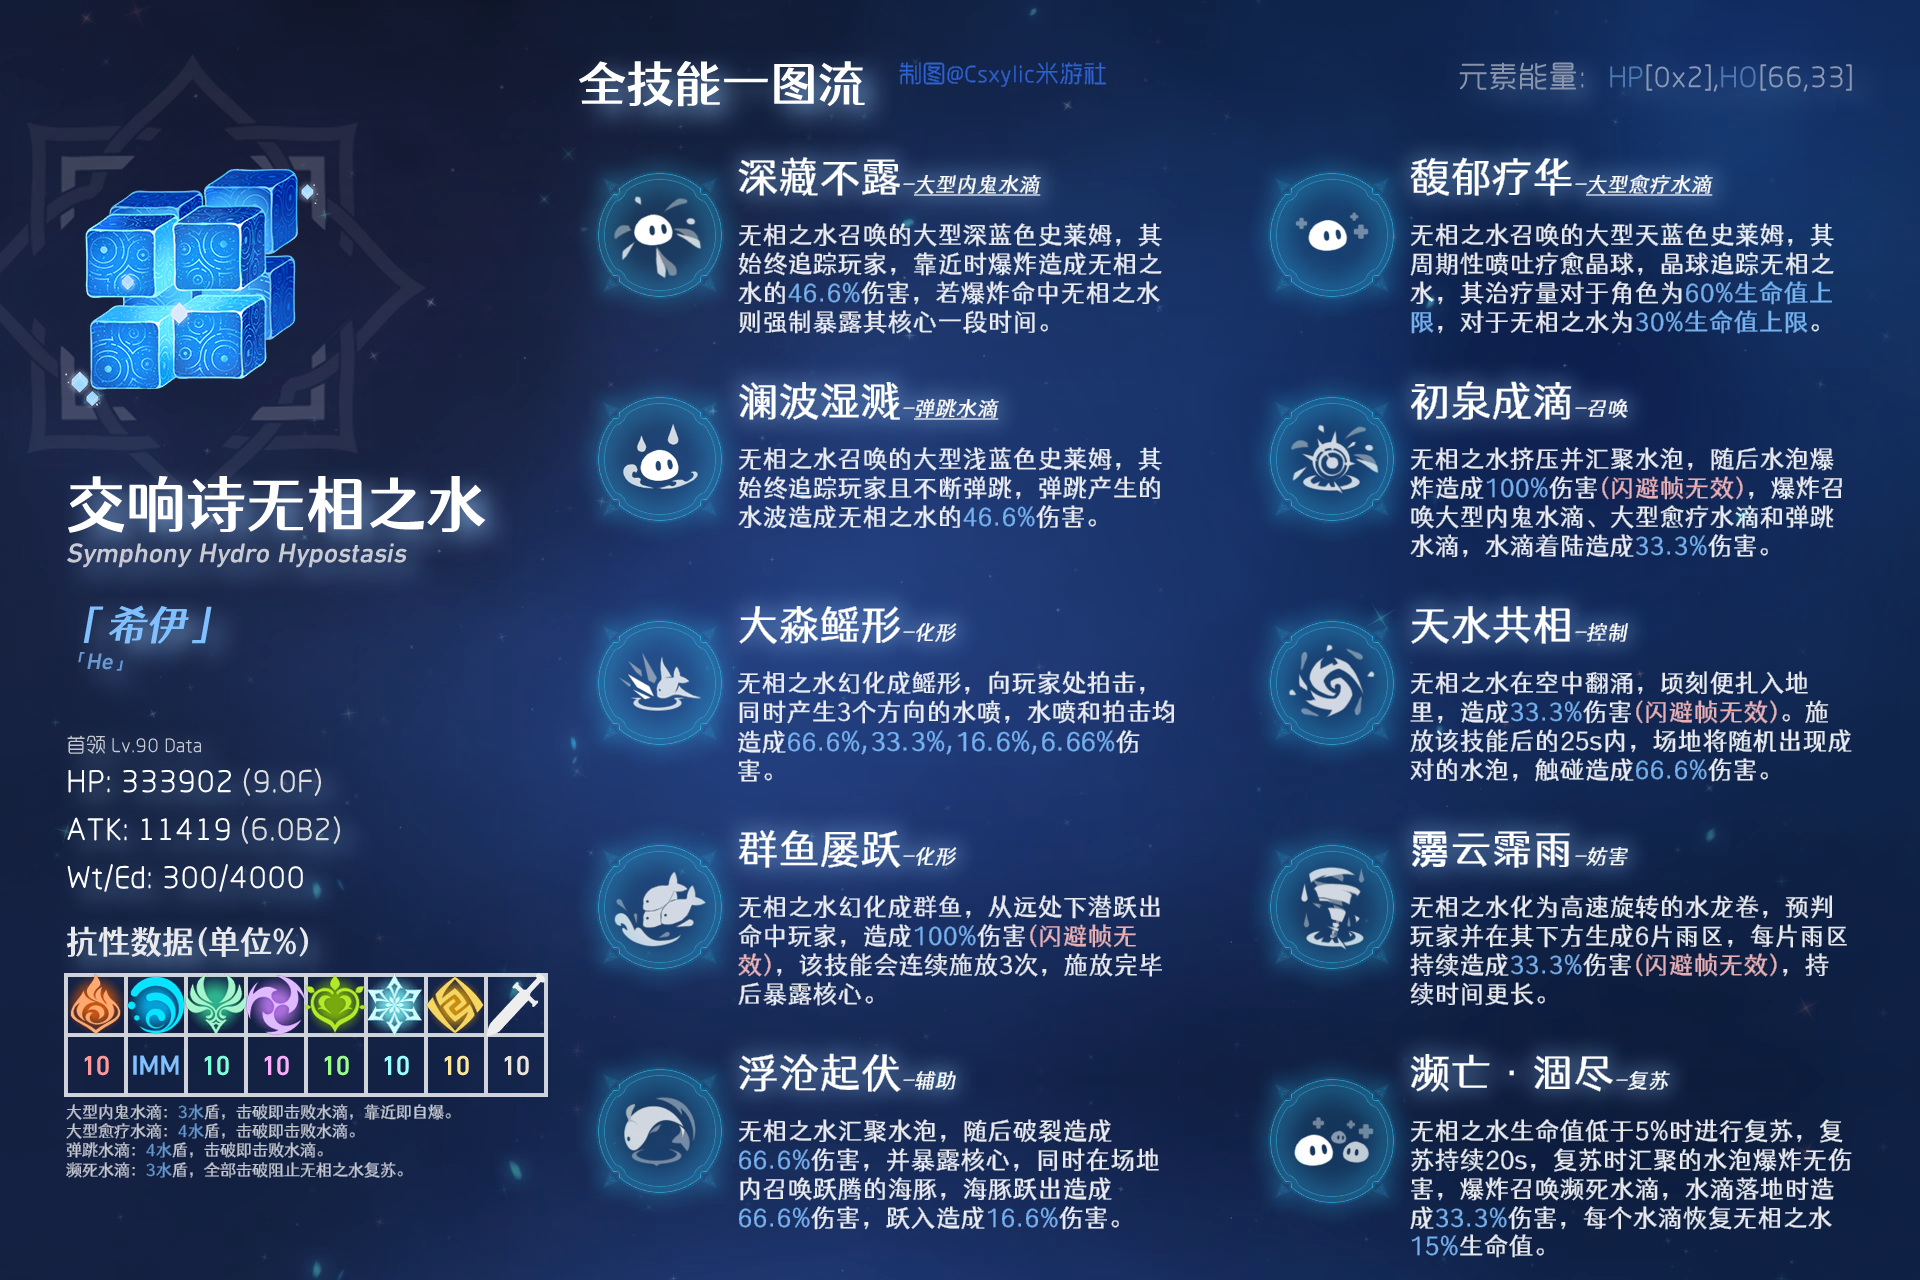 全技能一图流
制图@Csxylic米游社
元素能量： HP[0x2],HO[66,33]
交响诗无相之水
Symphony Hydro Hypostasis
「希伊」
「He」
首领 Lv.90 Data
HP: 333902 (9.0F)
ATK: 11419 (6.0B2)
Wt/Ed: 300/4000
抗性数据(单位%)
10 IMM 10 10 10 10 10 10
大型内鬼水滴：3水盾，击破即击败水滴，靠近即自爆。
大型愈疗水滴：4水盾，击破即击败水滴。
弹跳水滴：4水盾，击破即击败水滴。
濒死水滴：3水盾，全部击破阻止无相之水复苏。
深藏不露-大型内鬼水滴
无相之水召唤的大型深蓝色史莱姆，其
始终追踪玩家，靠近时爆炸造成无相之
水的46.6%伤害，若爆炸命中无相之水
则强制暴露其核心一段时间。
馥郁疗华-大型愈疗水滴
无相之水召唤的大型天蓝色史莱姆，其
周期性喷吐疗愈晶球，晶球追踪无相之
水，其治疗量对于角色为60%生命值上
限，对于无相之水为30%生命值上限。
澜波湿溅-弹跳水滴
无相之水召唤的大型浅蓝色史莱姆，其
始终追踪玩家且不断弹跳，弹跳产生的
水波造成无相之水的46.6%伤害。
初泉成滴-召唤
无相之水挤压并汇聚水泡，随后水泡爆
炸造成100%伤害(闪避帧无效)，爆炸召
唤大型内鬼水滴、大型愈疗水滴和弹跳
水滴，水滴着陆造成33.3%伤害。
大淼鳐形-化形
无相之水幻化成鳐形，向玩家处拍击，
同时产生3个方向的水喷，水喷和拍击均
造成66.6%,33.3%,16.6%,6.66%伤
害。
天水共相-控制
无相之水在空中翻涌，顷刻便扎入地
里，造成33.3%伤害(闪避帧无效)。施
放该技能后的25s内，场地将随机出现成
对的水泡，触碰造成66.6%伤害。
群鱼屡跃-化形
无相之水幻化成群鱼，从远处下潜跃出
命中玩家，造成100%伤害(闪避帧无
效)，该技能会连续施放3次，施放完毕
后暴露核心。
云霈雨-妨害
无相之水化为高速旋转的水龙卷，预判
玩家并在其下方生成6片雨区，每片雨区
持续造成33.3%伤害(闪避帧无效)，持
续时间更长。
浮沧起伏-辅助
无相之水汇聚水泡，随后破裂造成
66.6%伤害，并暴露核心，同时在场地
内召唤跃腾的海豚，海豚跃出造成
66.6%伤害，跃入造成16.6%伤害。
濒亡·涸尽-复苏
无相之水生命值低于5%时进行复苏，复
苏持续20s，复苏时汇聚的水泡爆炸无伤
害，爆炸召唤濒死水滴，水滴落地时造
成33.3%伤害，每个水滴恢复无相之水
15%生命值。